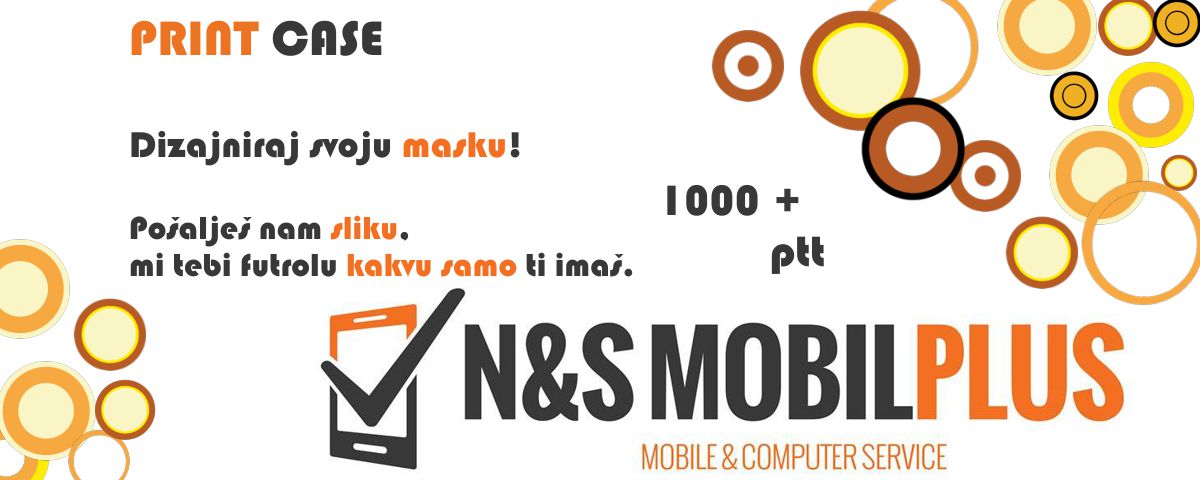 PRINT CASE
Dizajniraj svoju masku!
Pošalješ nam sliku,
mi tebi futrolu kakvu samo ti imaš.
1000 +
ptt
N&S MOBILPLUS
MOBILE & COMPUTER SERVICE